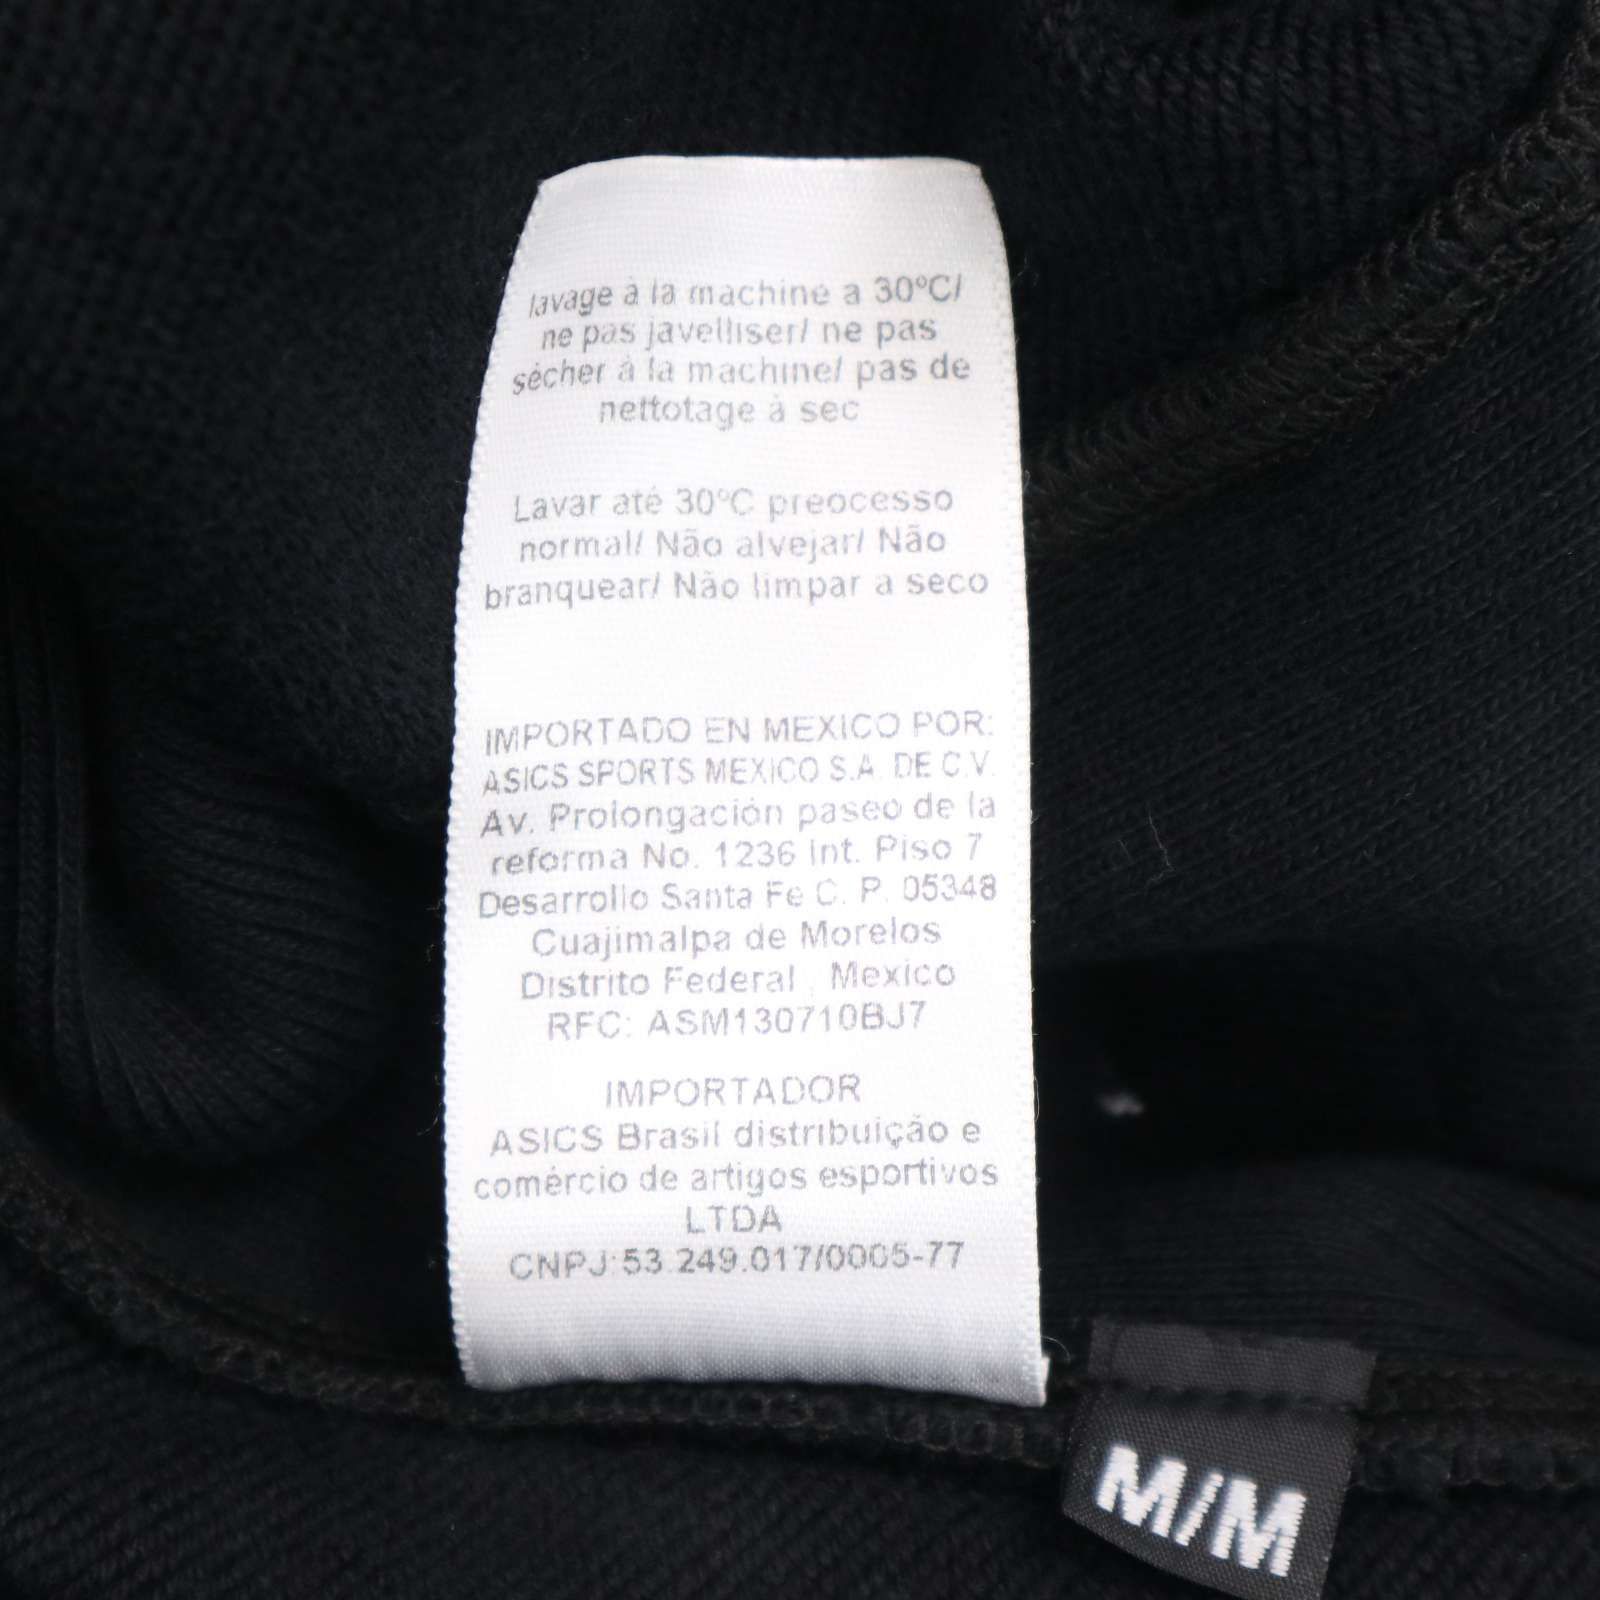 lavage à la machine a 30ºC/
ne pas javelliser/ ne pas
sécher à la machine/ pas de
nettotage à sec
Lavar até 30ºC preocesso
normal/ Não alvejar/ Não
branquear/ Não limpar a seco
IMPORTADO EN MEXICO POR:
ASICS SPORTS MEXICO S.A. DE C.V.
Av. Prolongación paseo de la
reforma No. 1236 Int. Piso 7
Desarrollo Santa Fe C. P. 05348
Cuajimalpa de Morelos
Distrito Federal , Mexico
RFC: ASM130710BJ7
IMPORTADOR
ASICS Brasil distribuição e
comércio de artigos esportivos
LTDA
CNPJ:53.249.017/0005-77
M/M